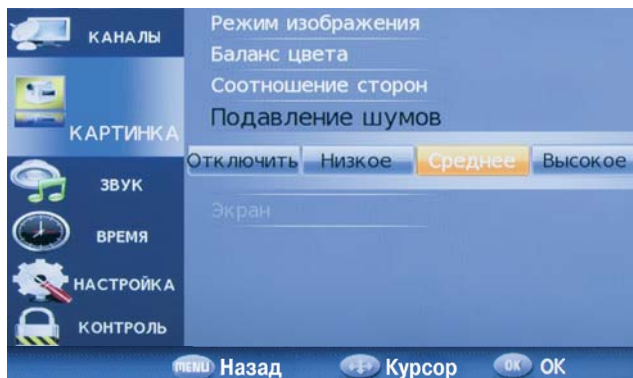 КАНАЛЫ
КАРТИНКА
ЗВУК
ВРЕМЯ
НАСТРОЙКА
КОНТРОЛЬ
Режим изображения
Баланс цвета
Соотношение сторон
Подавление шумов
Отключить Низкое Среднее Высокое
Экран
MENU Назад Курсор OK ОК